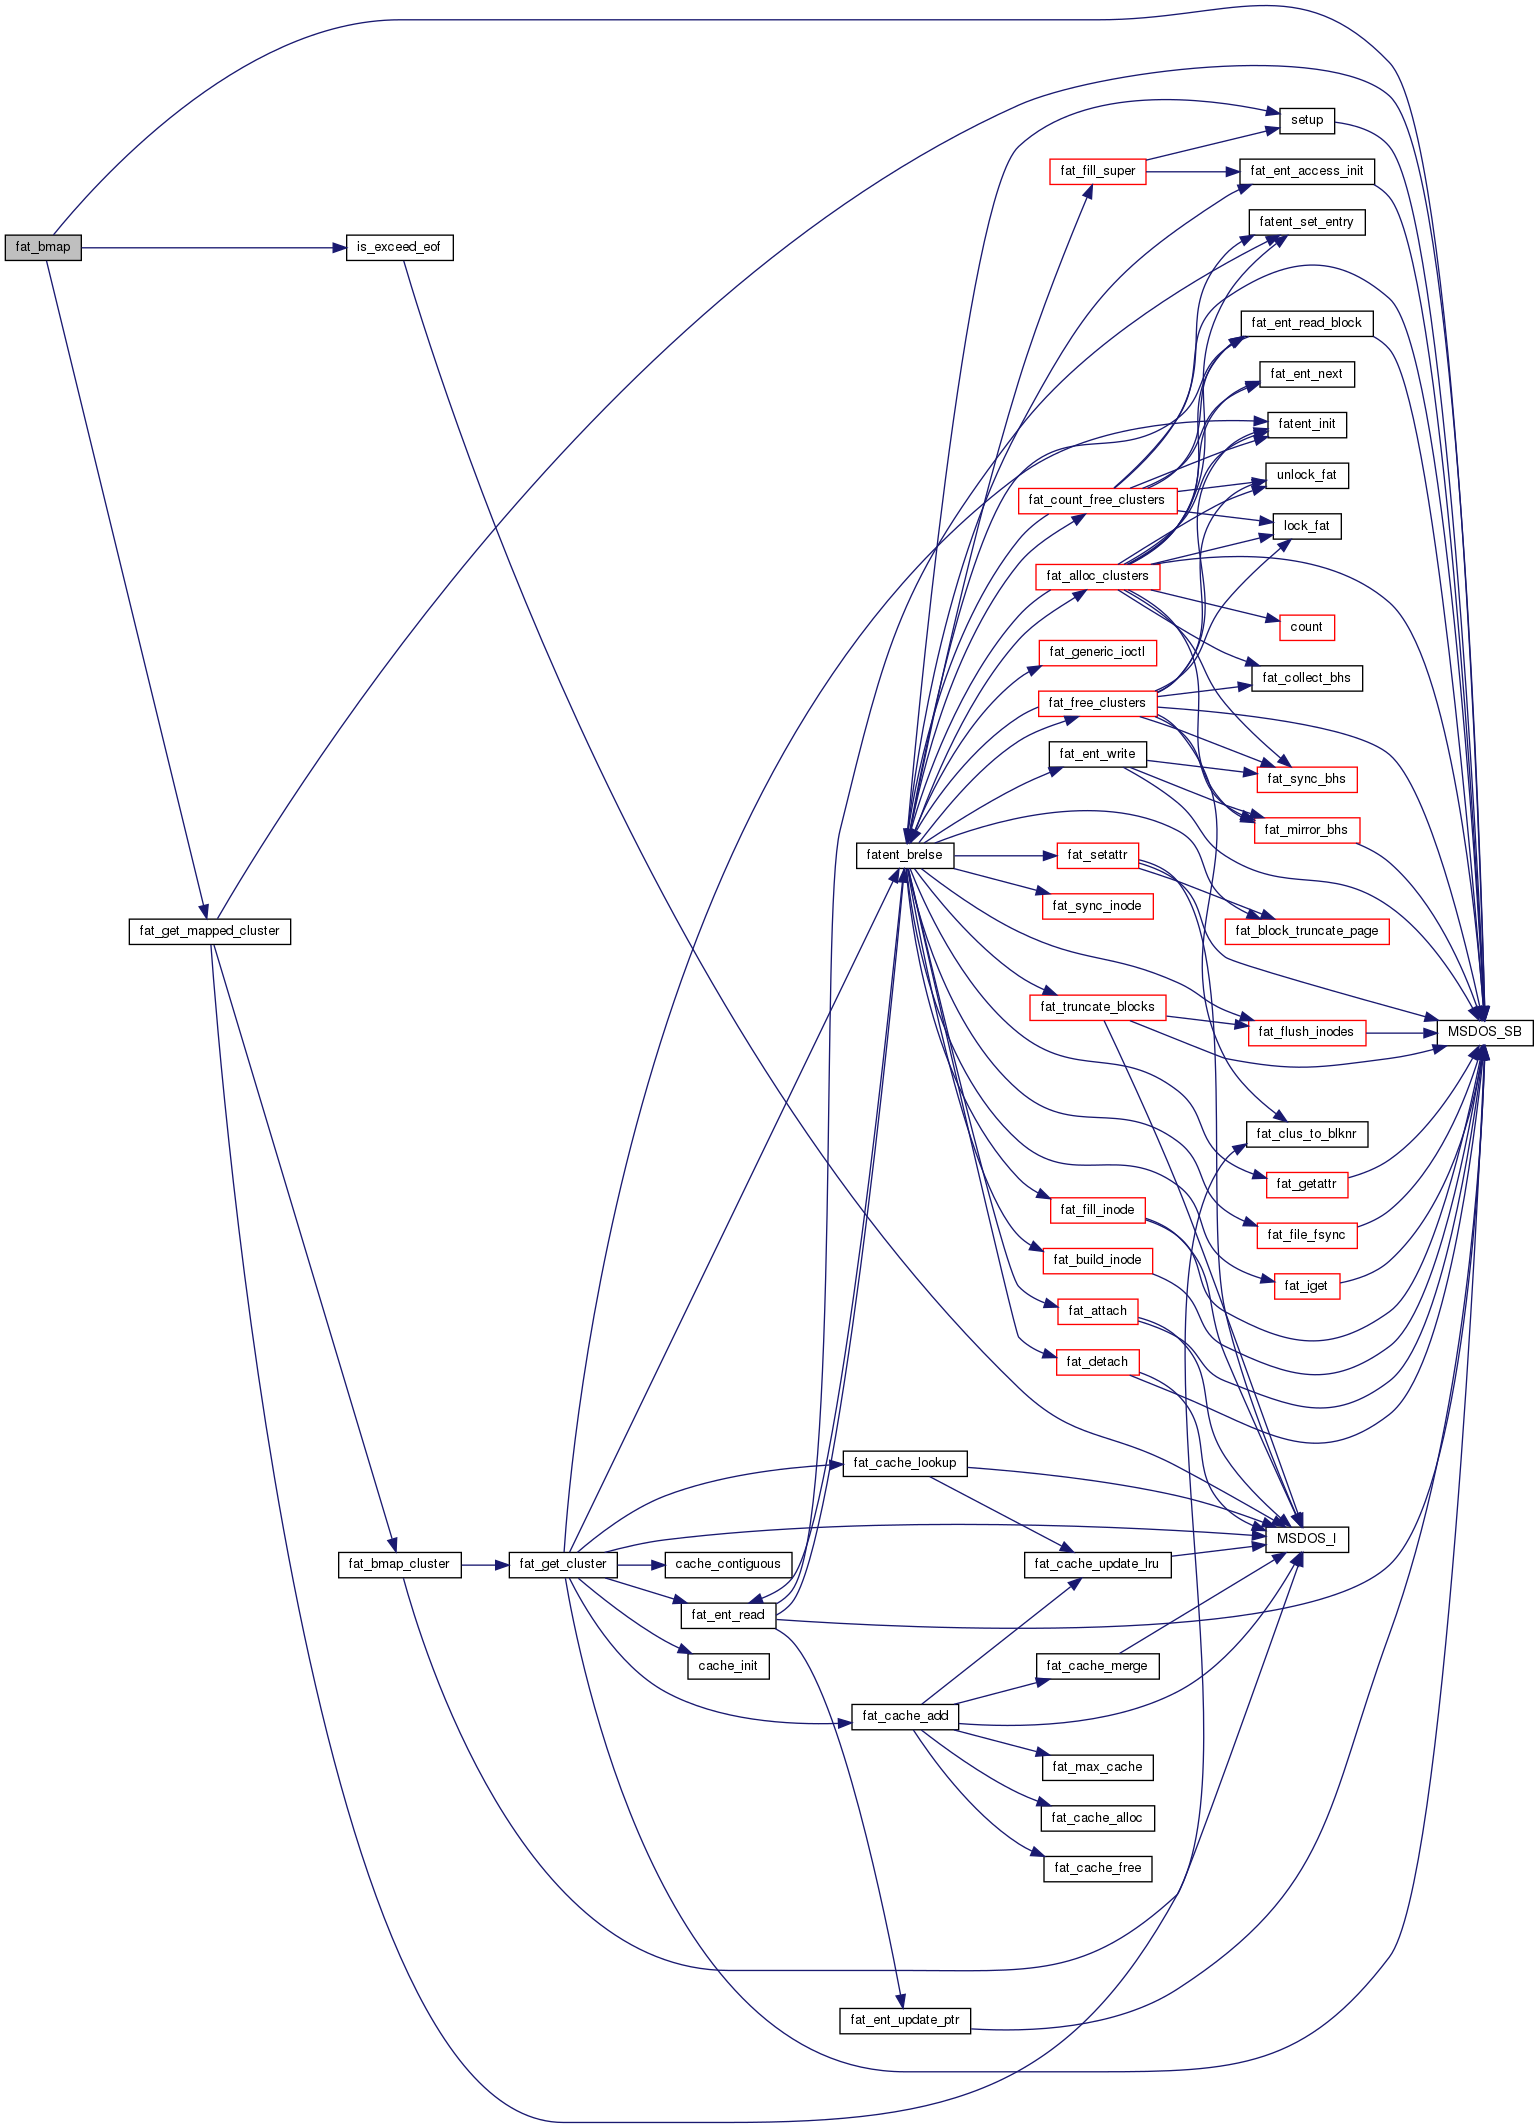 setup
fat_fill_super
fat_ent_access_init
fatent_set_entry
fat_bmap
is_exceed_eof
fat_ent_read_block
fat_ent_next
fatent_init
unlock_fat
fat_count_free_clusters
lock_fat
fat_alloc_clusters
count
fat_generic_ioctl
fat_collect_bhs
fat_free_clusters
fat_ent_write
fat_sync_bhs
fat_mirror_bhs
fatent_brelse
fat_setattr
fat_sync_inode
fat_get_mapped_cluster
fat_block_truncate_page
fat_truncate_blocks
fat_flush_inodes
MSDOS_SB
fat_clus_to_blknr
fat_getattr
fat_fill_inode
fat_file_fsync
fat_build_inode
fat_iget
fat_attach
fat_detach
fat_cache_lookup
MSDOS_I
fat_bmap_cluster
fat_get_cluster
cache_contiguous
fat_cache_update_lru
fat_ent_read
cache_init
fat_cache_merge
fat_cache_add
fat_max_cache
fat_cache_alloc
fat_cache_free
fat_ent_update_ptr